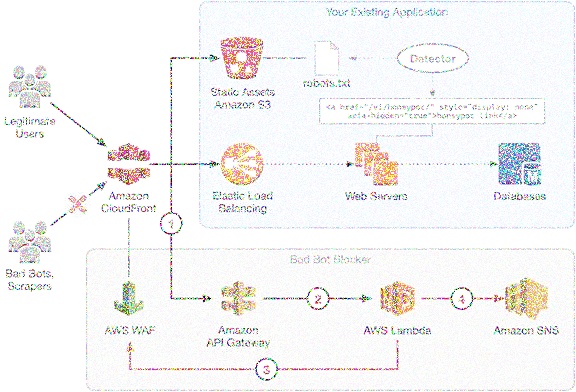 Your Existing Application
Static Assets
Amazon S3
robots.txt
Detector
<a href="/v1/honeypot/" style="display: none"
aria-hidden="true">honeypot link</a>
Legitimate
Users
Amazon
CloudFront
Elastic Load
Balancing
Web Servers
Databases
Bad Bots,
Scrapers
1
Bad Bot Blocker
AWS WAF
Amazon
API Gateway
2
AWS Lambda
4
Amazon SNS
3